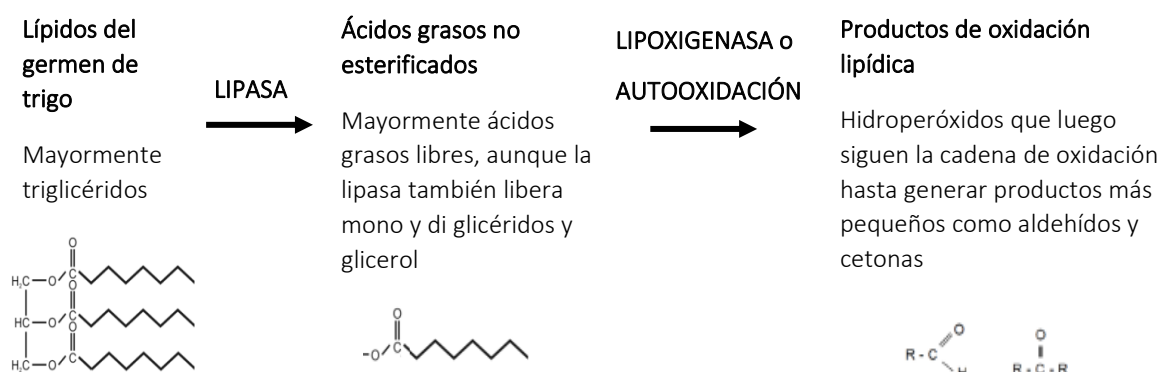 Lípidos del
germen de
trigo
Mayormente
triglicéridos
LIPASA
Ácidos grasos no
esterificados
Mayormente ácidos
grasos libres, aunque la
lipasa también libera
mono y di glicéridos y
glicerol
LIPOXIGENASA o
AUTOOXIDACIÓN
Productos de oxidación
lipídica
Hidroperóxidos que luego
siguen la cadena de oxidación
hasta generar productos más
pequeños como aldehídos y
cetonas
O
H₂C—O C
O
HC—O C
O
H₂C—O C
O
-O C
O
R - C
H
O
R - C - R